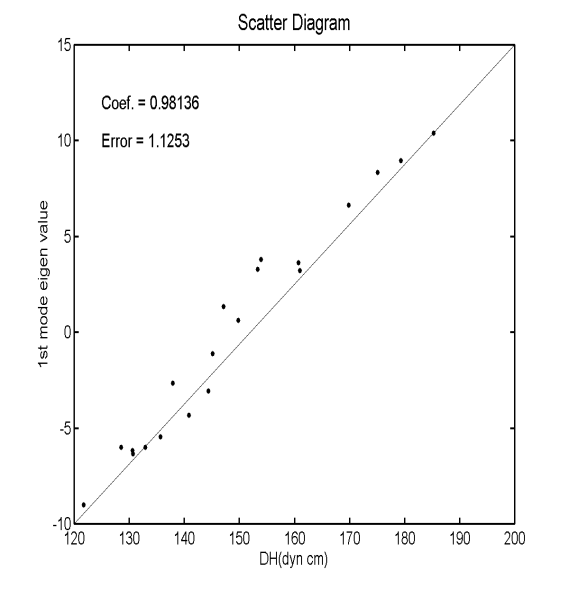 Scatter Diagram
15
Coef. = 0.98136
10
Error = 1.1253
5
1st mode eigen value
0
-5
-10
120 130 140 150 160 170 180 190 200
DH(dyn cm)